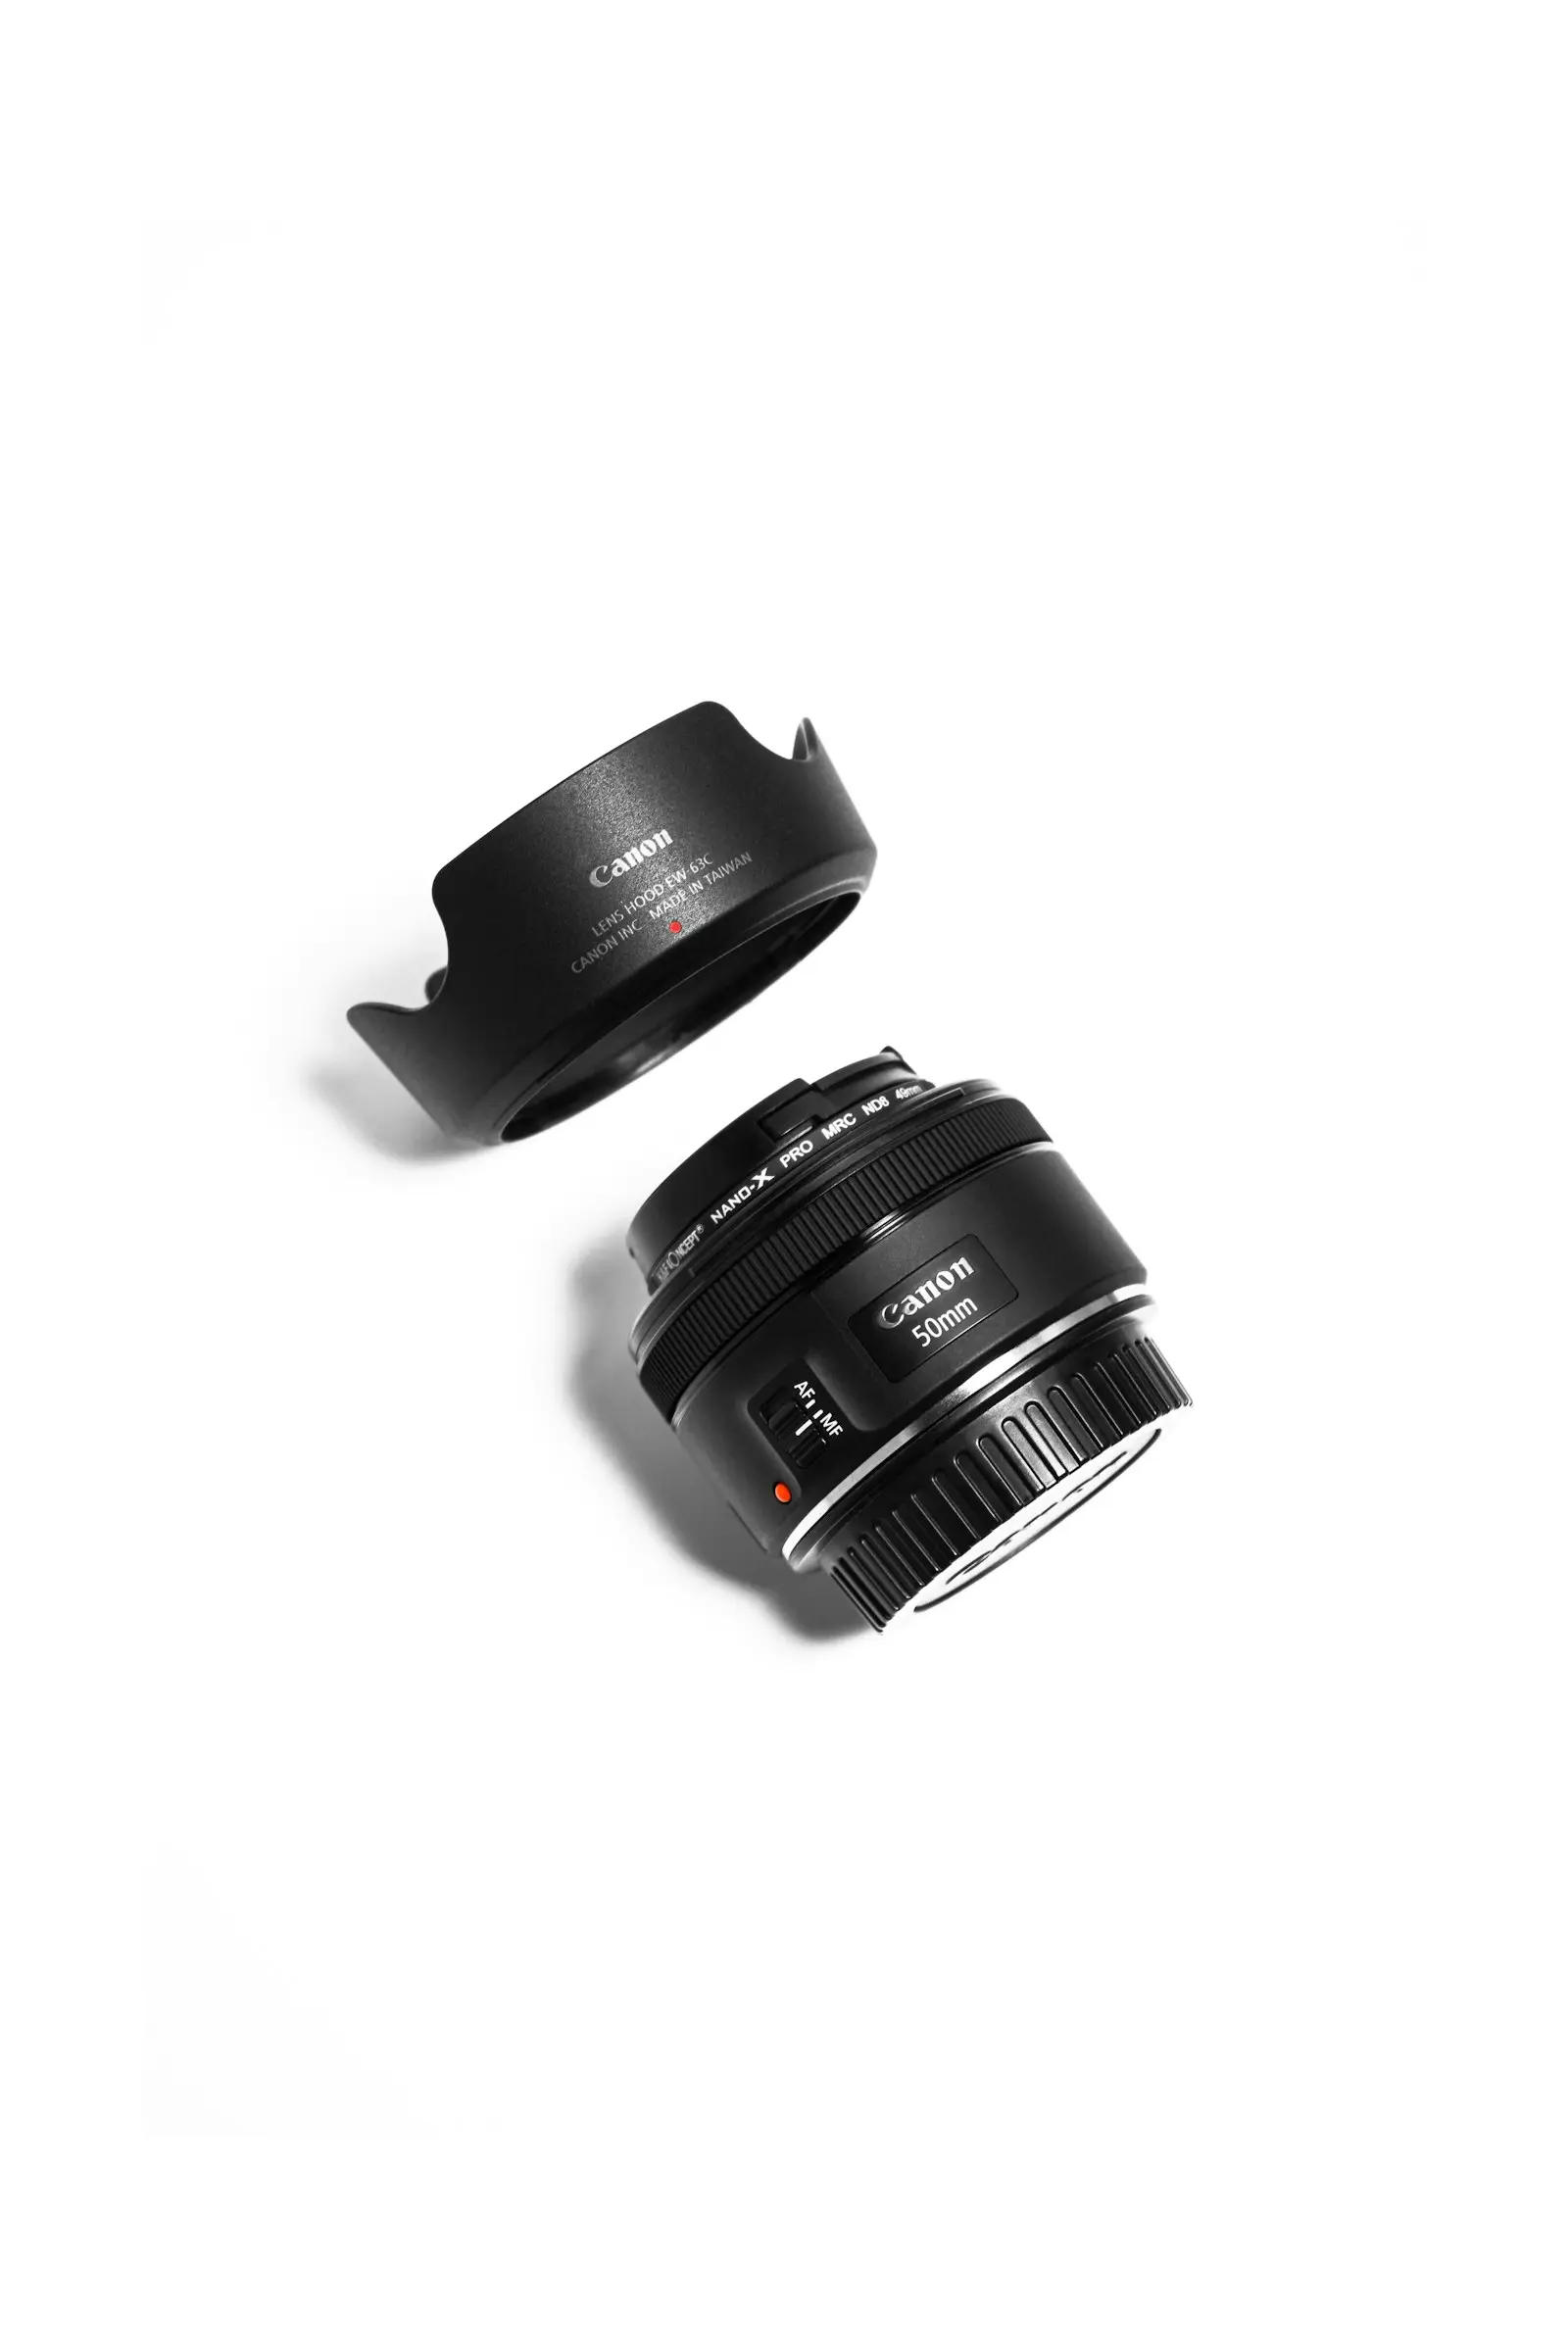 Canon
LENS HOOD EW-63C
CANON INC. MADE IN TAIWAN
K&F CONCEPT® NANO-X PRO MRC ND8 49mm
Canon
50mm
AF MF